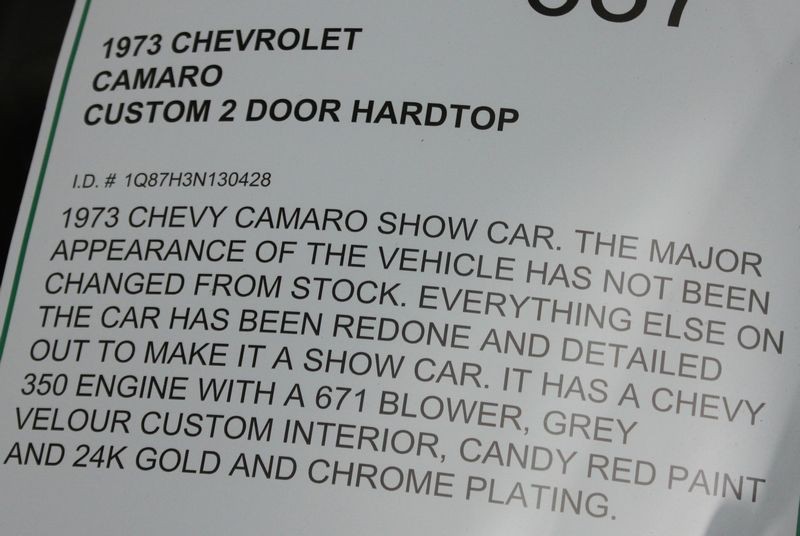 1973 CHEVROLET
CAMARO
CUSTOM 2 DOOR HARDTOP
I.D. # 1Q87H3N130428
1973 CHEVY CAMARO SHOW CAR. THE MAJOR
APPEARANCE OF THE VEHICLE HAS NOT BEEN
CHANGED FROM STOCK. EVERYTHING ELSE ON
THE CAR HAS BEEN REDONE AND DETAILED
OUT TO MAKE IT A SHOW CAR. IT HAS A CHEVY
350 ENGINE WITH A 671 BLOWER, GREY
VELOUR CUSTOM INTERIOR, CANDY RED PAINT
AND 24K GOLD AND CHROME PLATING.